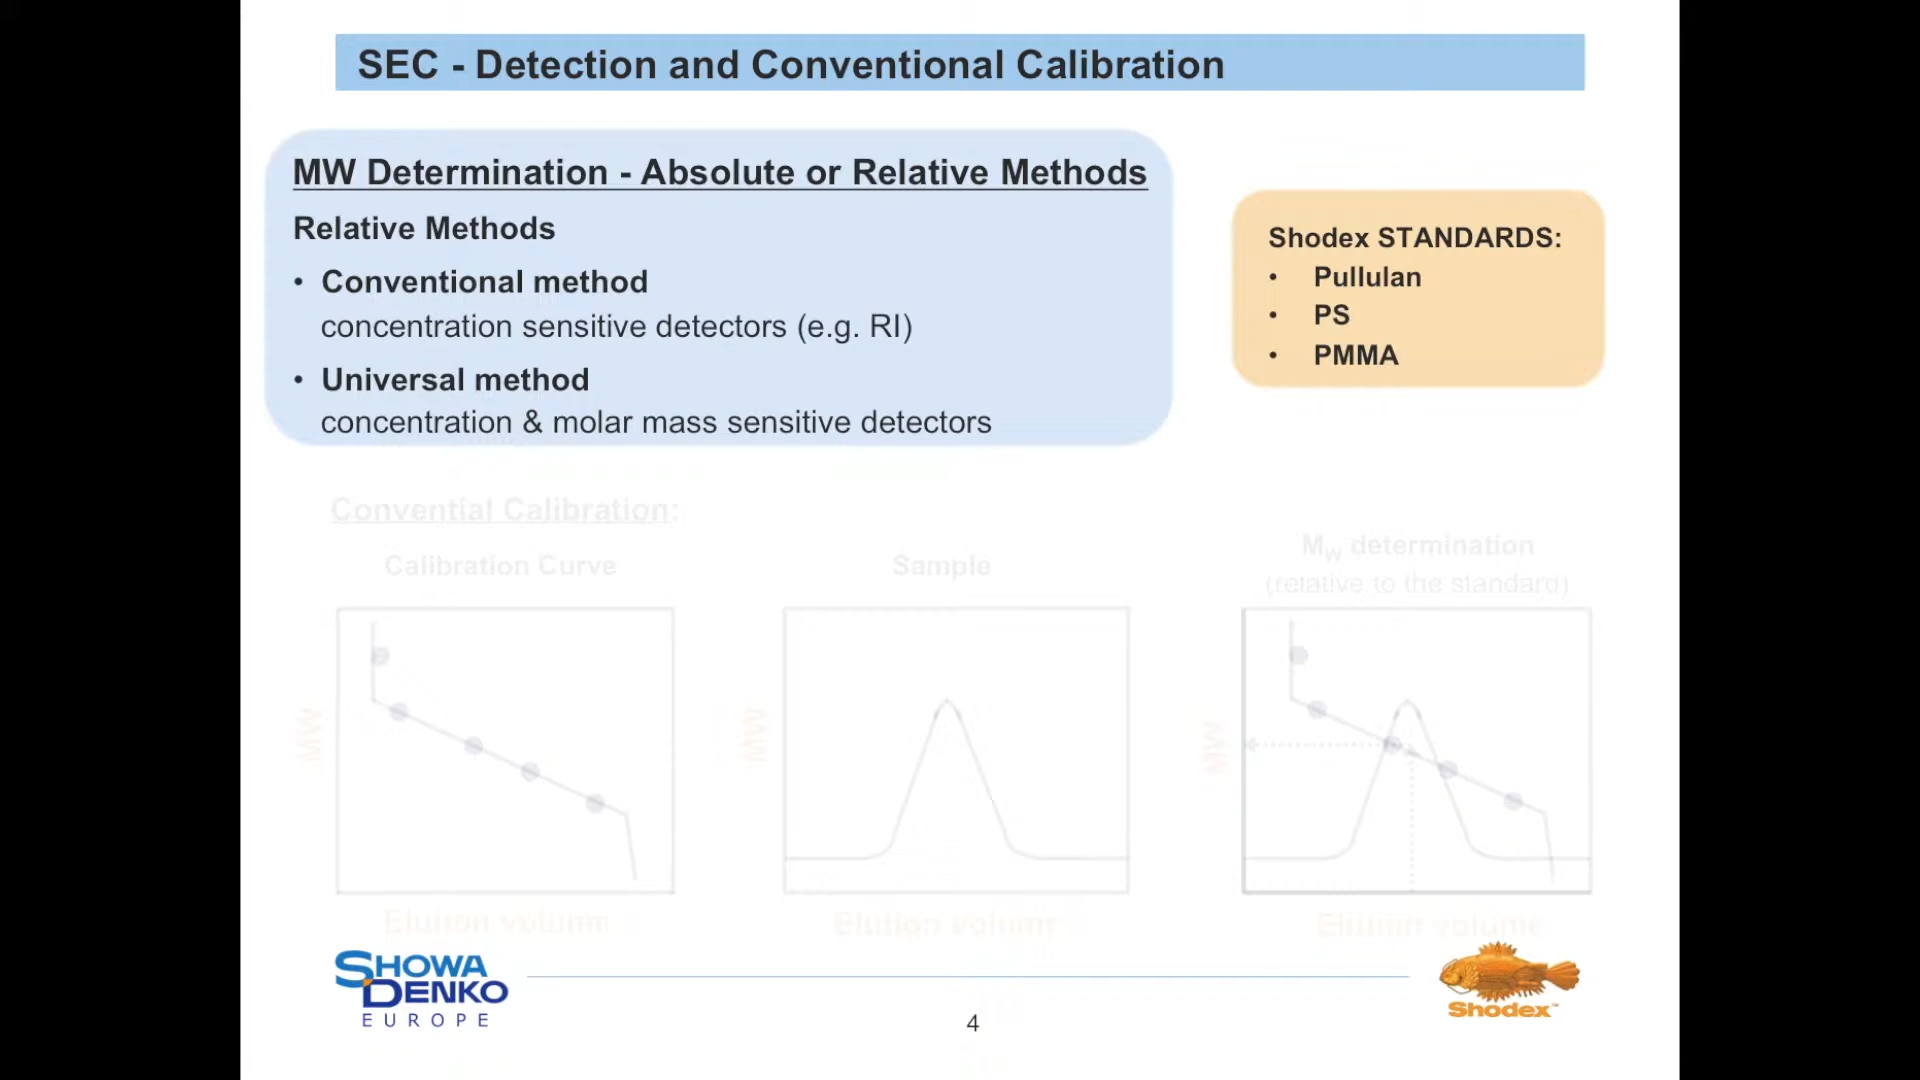 SEC - Detection and Conventional Calibration
MW Determination - Absolute or Relative Methods
Relative Methods
• Conventional method
concentration sensitive detectors (e.g. RI)
• Universal method
concentration & molar mass sensitive detectors
Shodex STANDARDS:
• Pullulan
• PS
• PMMA
Convential Calibration:
Calibration Curve
MW
Elution volume
Sample
MW
Elution volume
Mw determination
(relative to the standard)
MW
Elution volume
SHOWA
DENKO
EUROPE
4
Shodex™